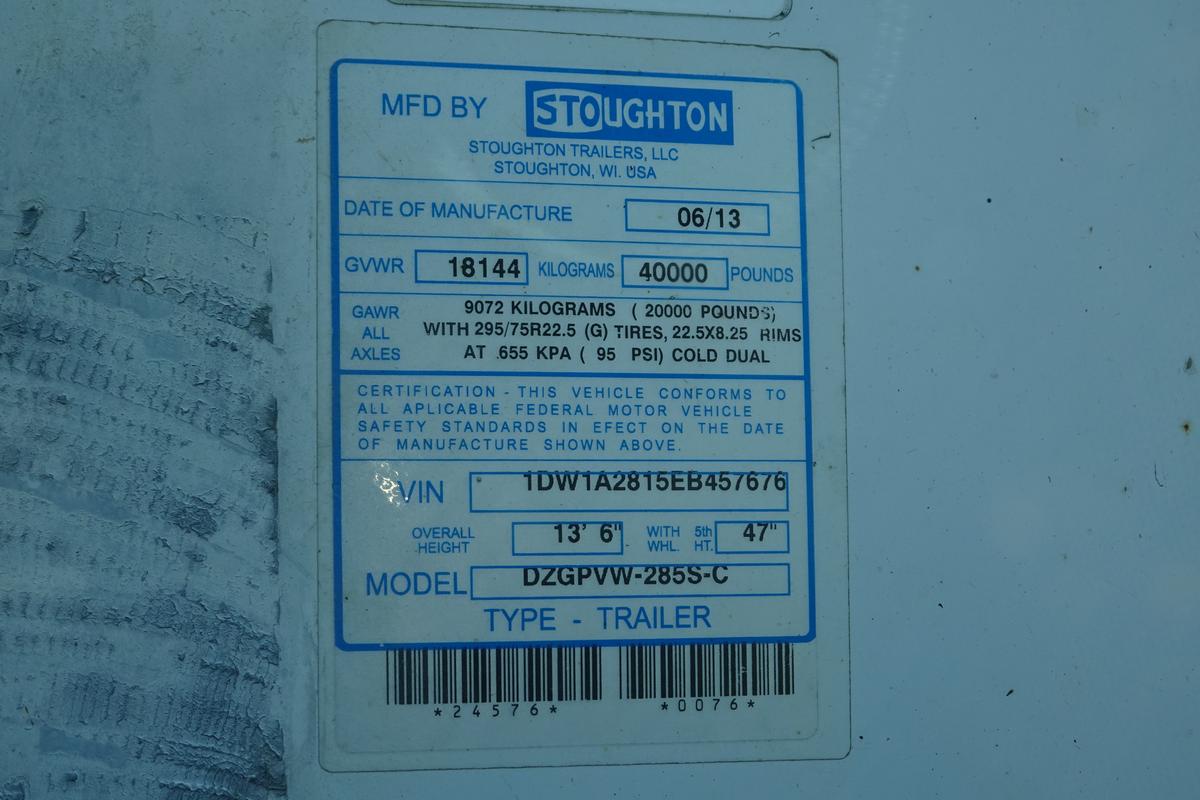 MFD BY STOUGHTON
STOUGHTON TRAILERS, LLC
STOUGHTON, WI. USA
DATE OF MANUFACTURE 06/13
GVWR 18144 KILOGRAMS 40000 POUNDS
GAWR 9072 KILOGRAMS ( 20000 POUNDS)
ALL WITH 295/75R22.5 (G) TIRES, 22.5X8.25 RIMS
AXLES AT 655 KPA ( 95 PSI) COLD DUAL
CERTIFICATION - THIS VEHICLE CONFORMS TO
ALL APLICABLE FEDERAL MOTOR VEHICLE
SAFETY STANDARDS IN EFECT ON THE DATE
OF MANUFACTURE SHOWN ABOVE.
VIN 1DW1A2815EB457676
OVERALL HEIGHT 13' 6" WITH 5th WHL. HT. 47"
MODEL DZGPVW-285S-C
TYPE - TRAILER
*24576* *0076*